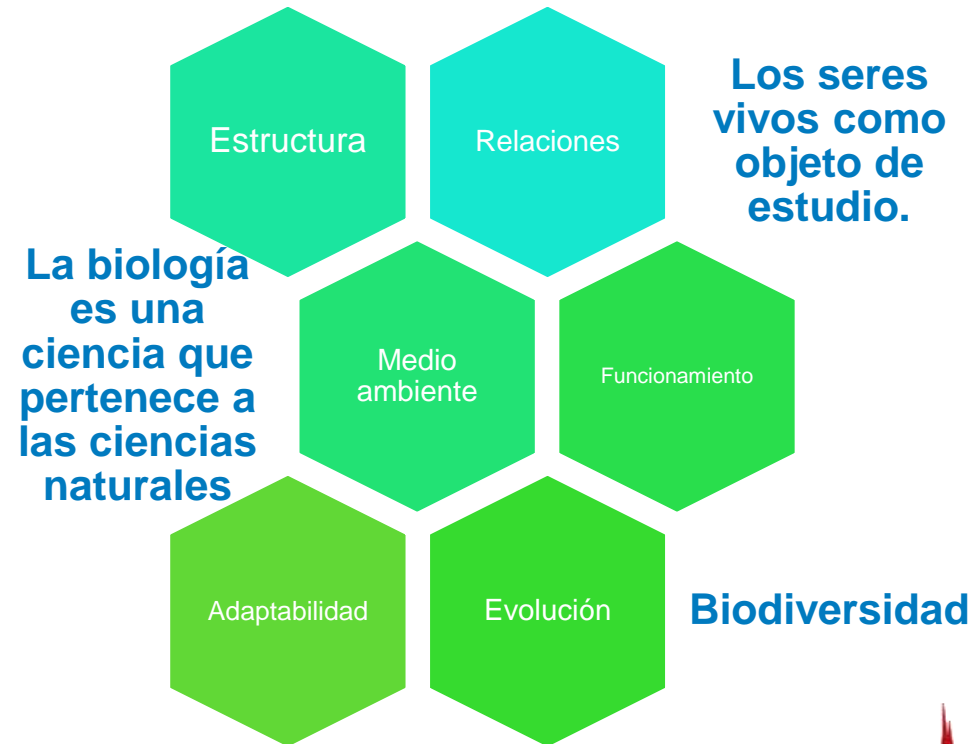 Estructura
Relaciones
Los seres
vivos como
objeto de
estudio.
La biología
es una
ciencia que
pertenece a
las ciencias
naturales
Medio
ambiente
Funcionamiento
Adaptabilidad
Evolución
Biodiversidad